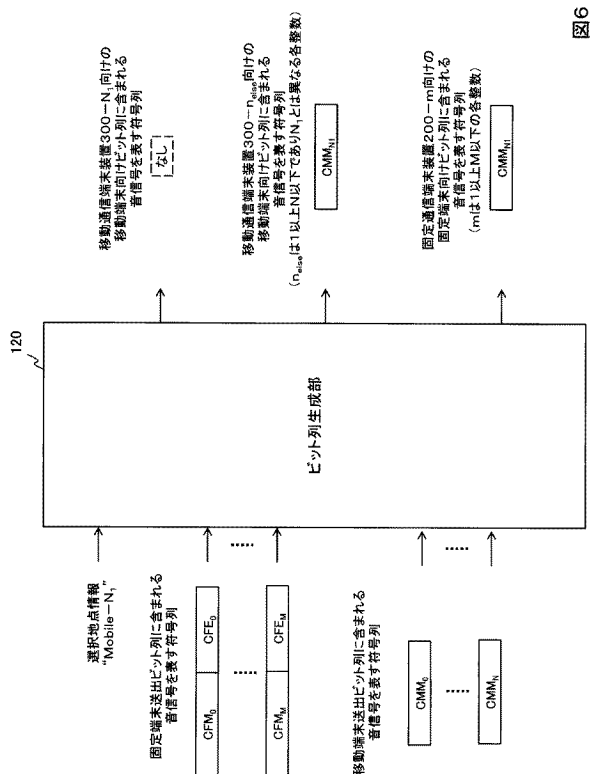 120
選択地点情報
“Mobile－N₁”
固定端末送出ビット列に含まれる
音信号を表す符号列
CFM₀ CFE₀
CFM_M CFE_M
移動端末送出ビット列に含まれる
音信号を表す符号列
CMM₀
CMM_N
ビット列生成部
移動通信端末装置300－N₁向けの
移動端末向けビット列に含まれる
音信号を表す符号列
なし
移動通信端末装置300－n_else向けの
移動端末向けビット列に含まれる
音信号を表す符号列
(n_elseは1以上N以下でありN₁とは異なる各整数)
CMM_N1
固定通信端末装置200－m向けの
固定端末向けビット列に含まれる
音信号を表す符号列
(mは1以上M以下の各整数)
CMM_N1
図6